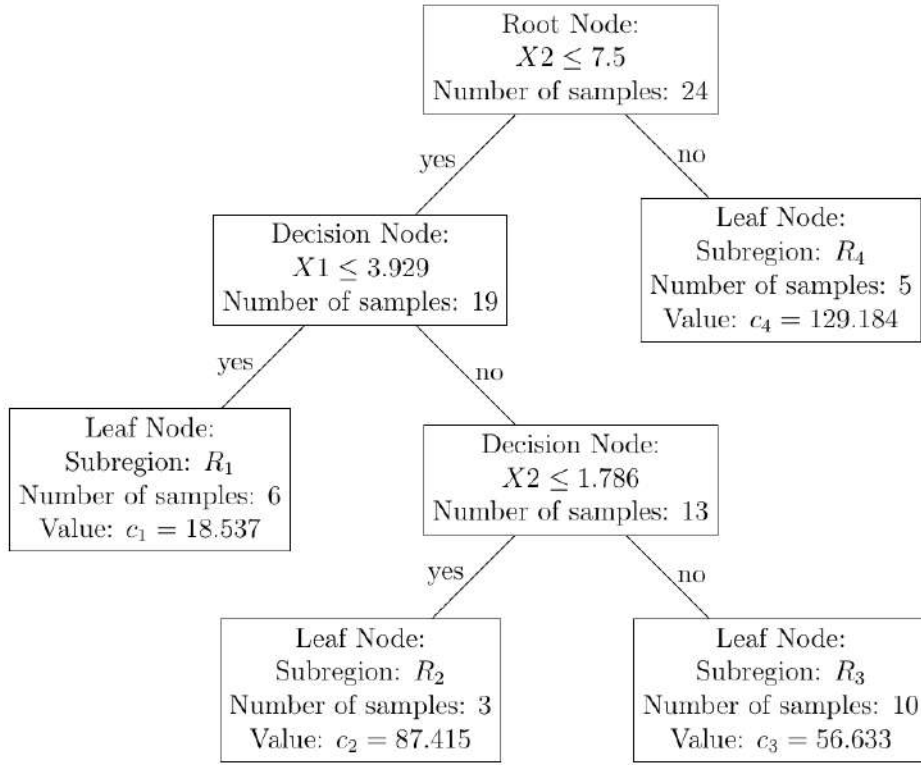 Root Node:
X2 ≤ 7.5
Number of samples: 24
yes
no
Decision Node:
X1 ≤ 3.929
Number of samples: 19
Leaf Node:
Subregion: R₄
Number of samples: 5
Value: c₄ = 129.184
yes
no
Leaf Node:
Subregion: R₁
Number of samples: 6
Value: c₁ = 18.537
Decision Node:
X2 ≤ 1.786
Number of samples: 13
yes
no
Leaf Node:
Subregion: R₂
Number of samples: 3
Value: c₂ = 87.415
Leaf Node:
Subregion: R₃
Number of samples: 10
Value: c₃ = 56.633